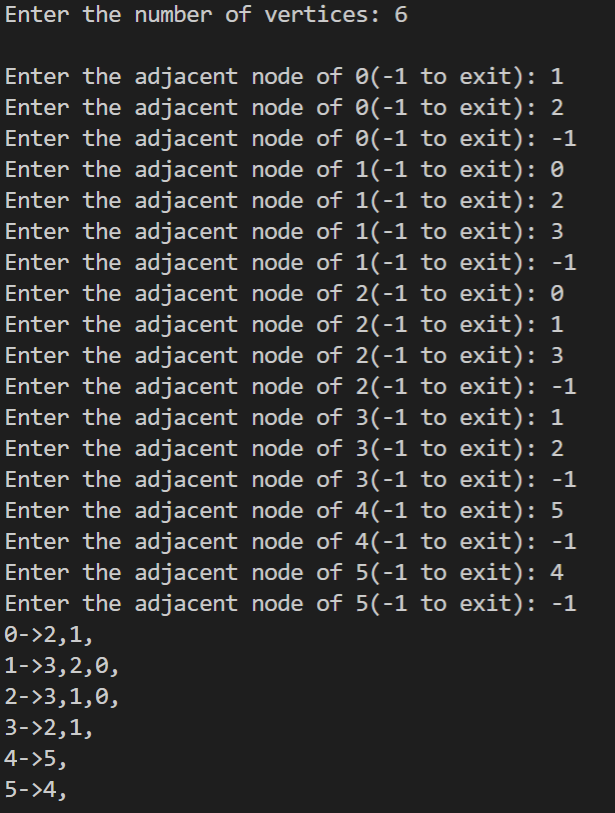 Enter the number of vertices: 6
Enter the adjacent node of 0(-1 to exit): 1
Enter the adjacent node of 0(-1 to exit): 2
Enter the adjacent node of 0(-1 to exit): -1
Enter the adjacent node of 1(-1 to exit): 0
Enter the adjacent node of 1(-1 to exit): 2
Enter the adjacent node of 1(-1 to exit): 3
Enter the adjacent node of 1(-1 to exit): -1
Enter the adjacent node of 2(-1 to exit): 0
Enter the adjacent node of 2(-1 to exit): 1
Enter the adjacent node of 2(-1 to exit): 3
Enter the adjacent node of 2(-1 to exit): -1
Enter the adjacent node of 3(-1 to exit): 1
Enter the adjacent node of 3(-1 to exit): 2
Enter the adjacent node of 3(-1 to exit): -1
Enter the adjacent node of 4(-1 to exit): 5
Enter the adjacent node of 4(-1 to exit): -1
Enter the adjacent node of 5(-1 to exit): 4
Enter the adjacent node of 5(-1 to exit): -1
0->2,1,
1->3,2,0,
2->3,1,0,
3->2,1,
4->5,
5->4,